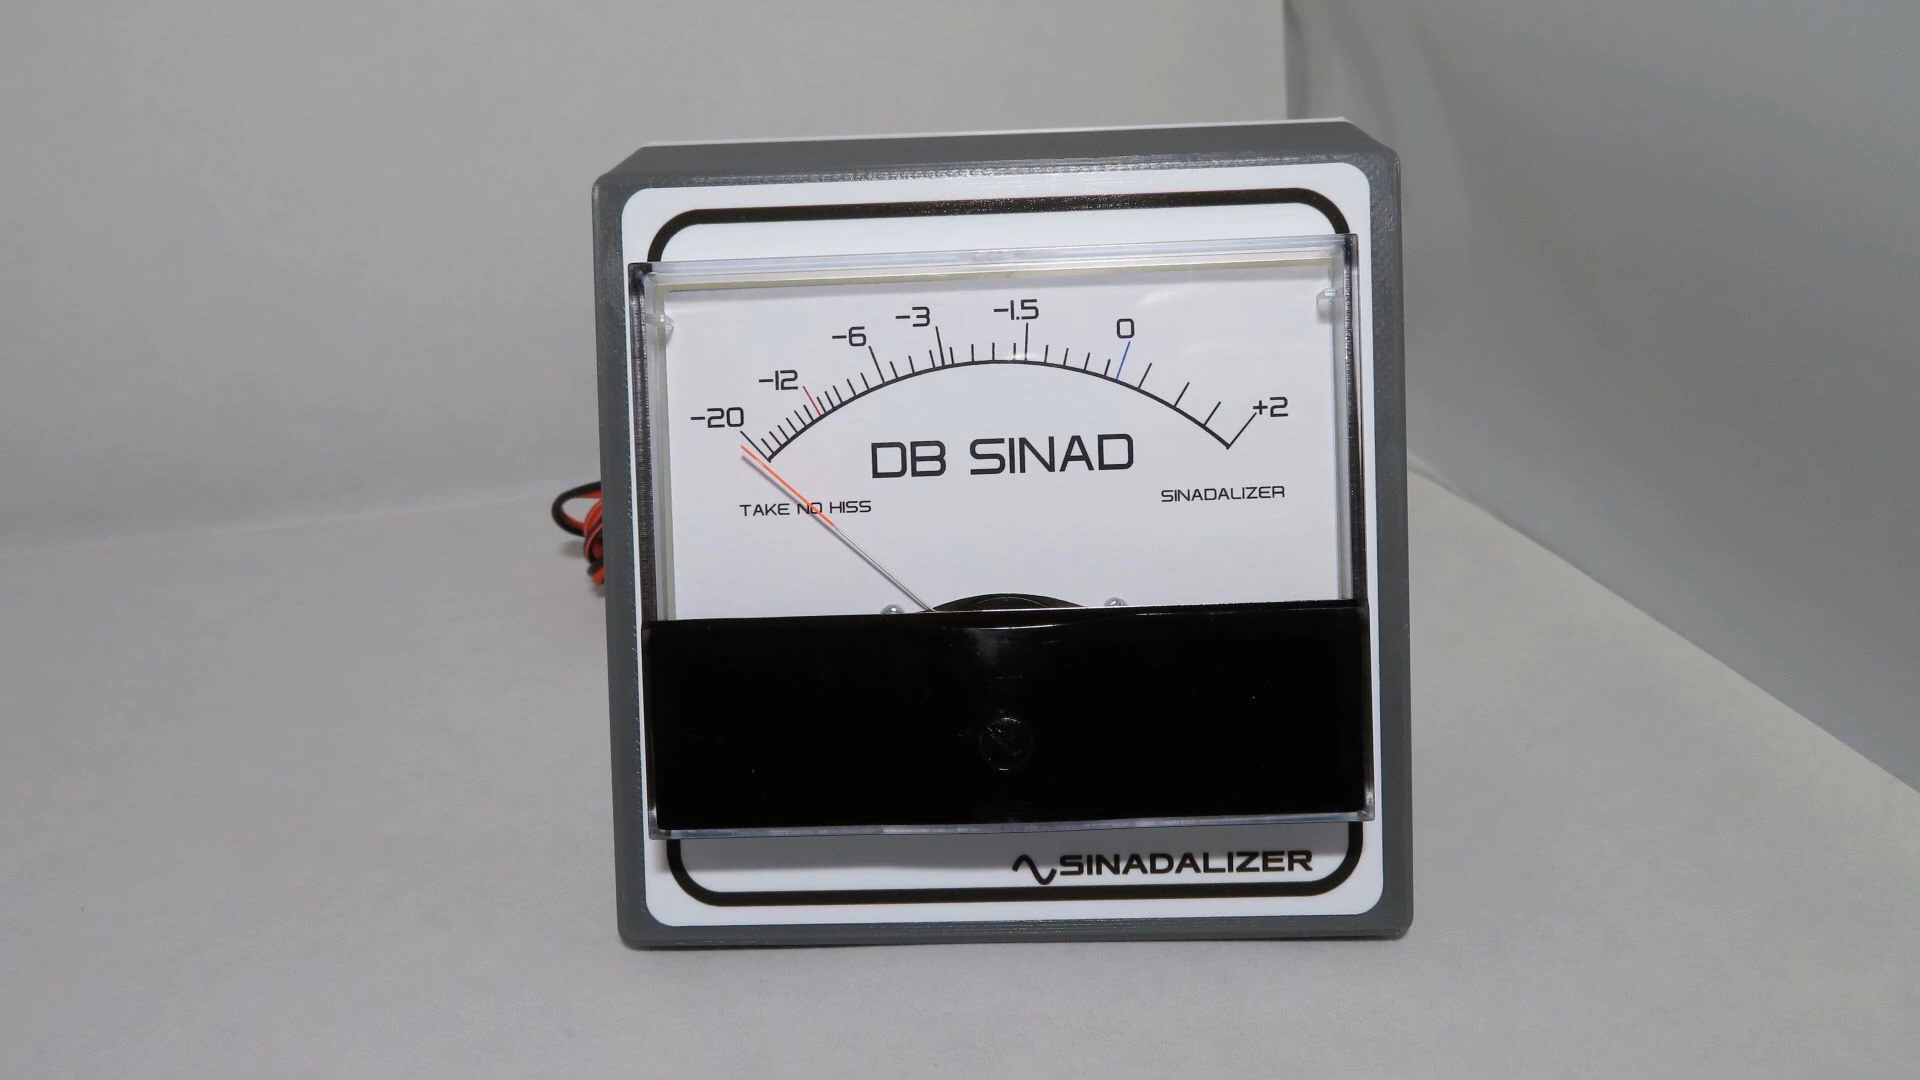 -20 -12 -6 -3 -1.5 0 +2
DB SINAD
TAKE NO HISS
SINADALIZER
SINADALIZER